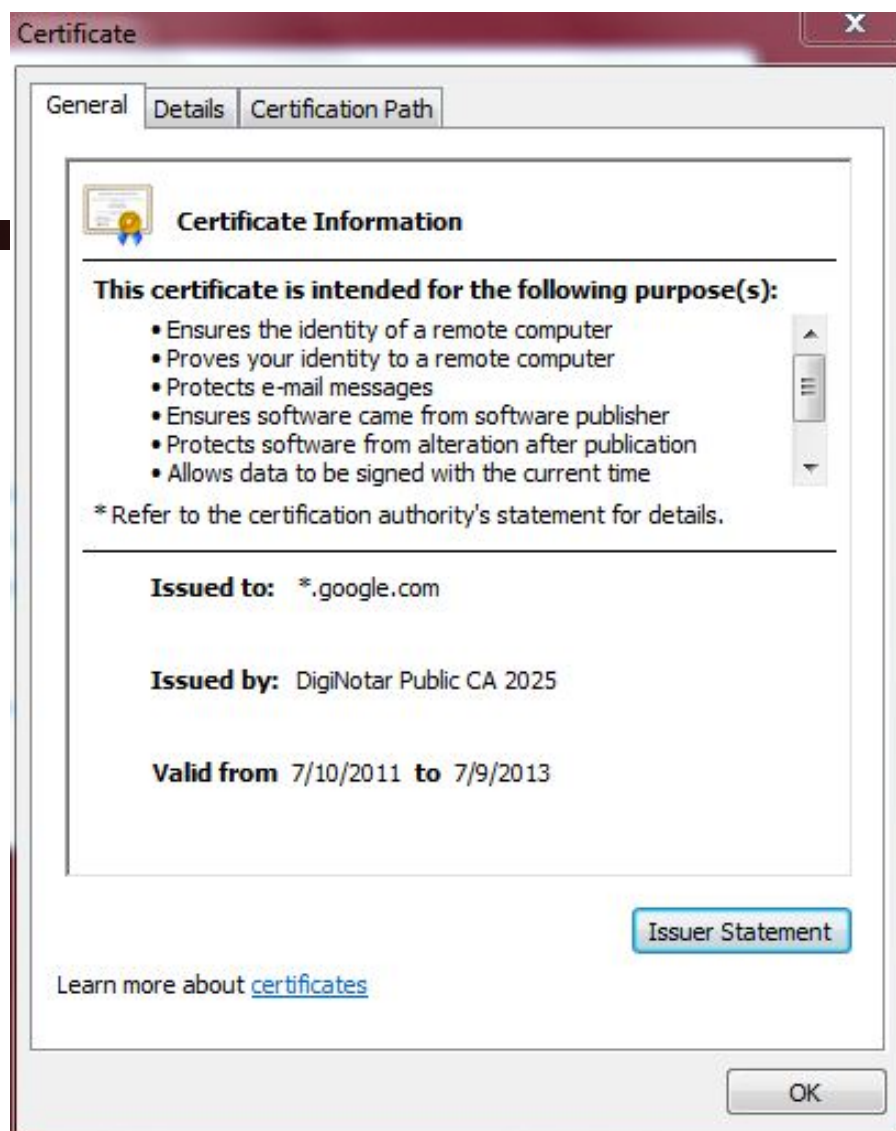 Certificate
X
General Details Certification Path
Certificate Information
This certificate is intended for the following purpose(s):
• Ensures the identity of a remote computer
• Proves your identity to a remote computer
• Protects e-mail messages
• Ensures software came from software publisher
• Protects software from alteration after publication
• Allows data to be signed with the current time
* Refer to the certification authority's statement for details.
Issued to: *.google.com
Issued by: DigiNotar Public CA 2025
Valid from 7/10/2011 to 7/9/2013
Issuer Statement
Learn more about certificates
OK